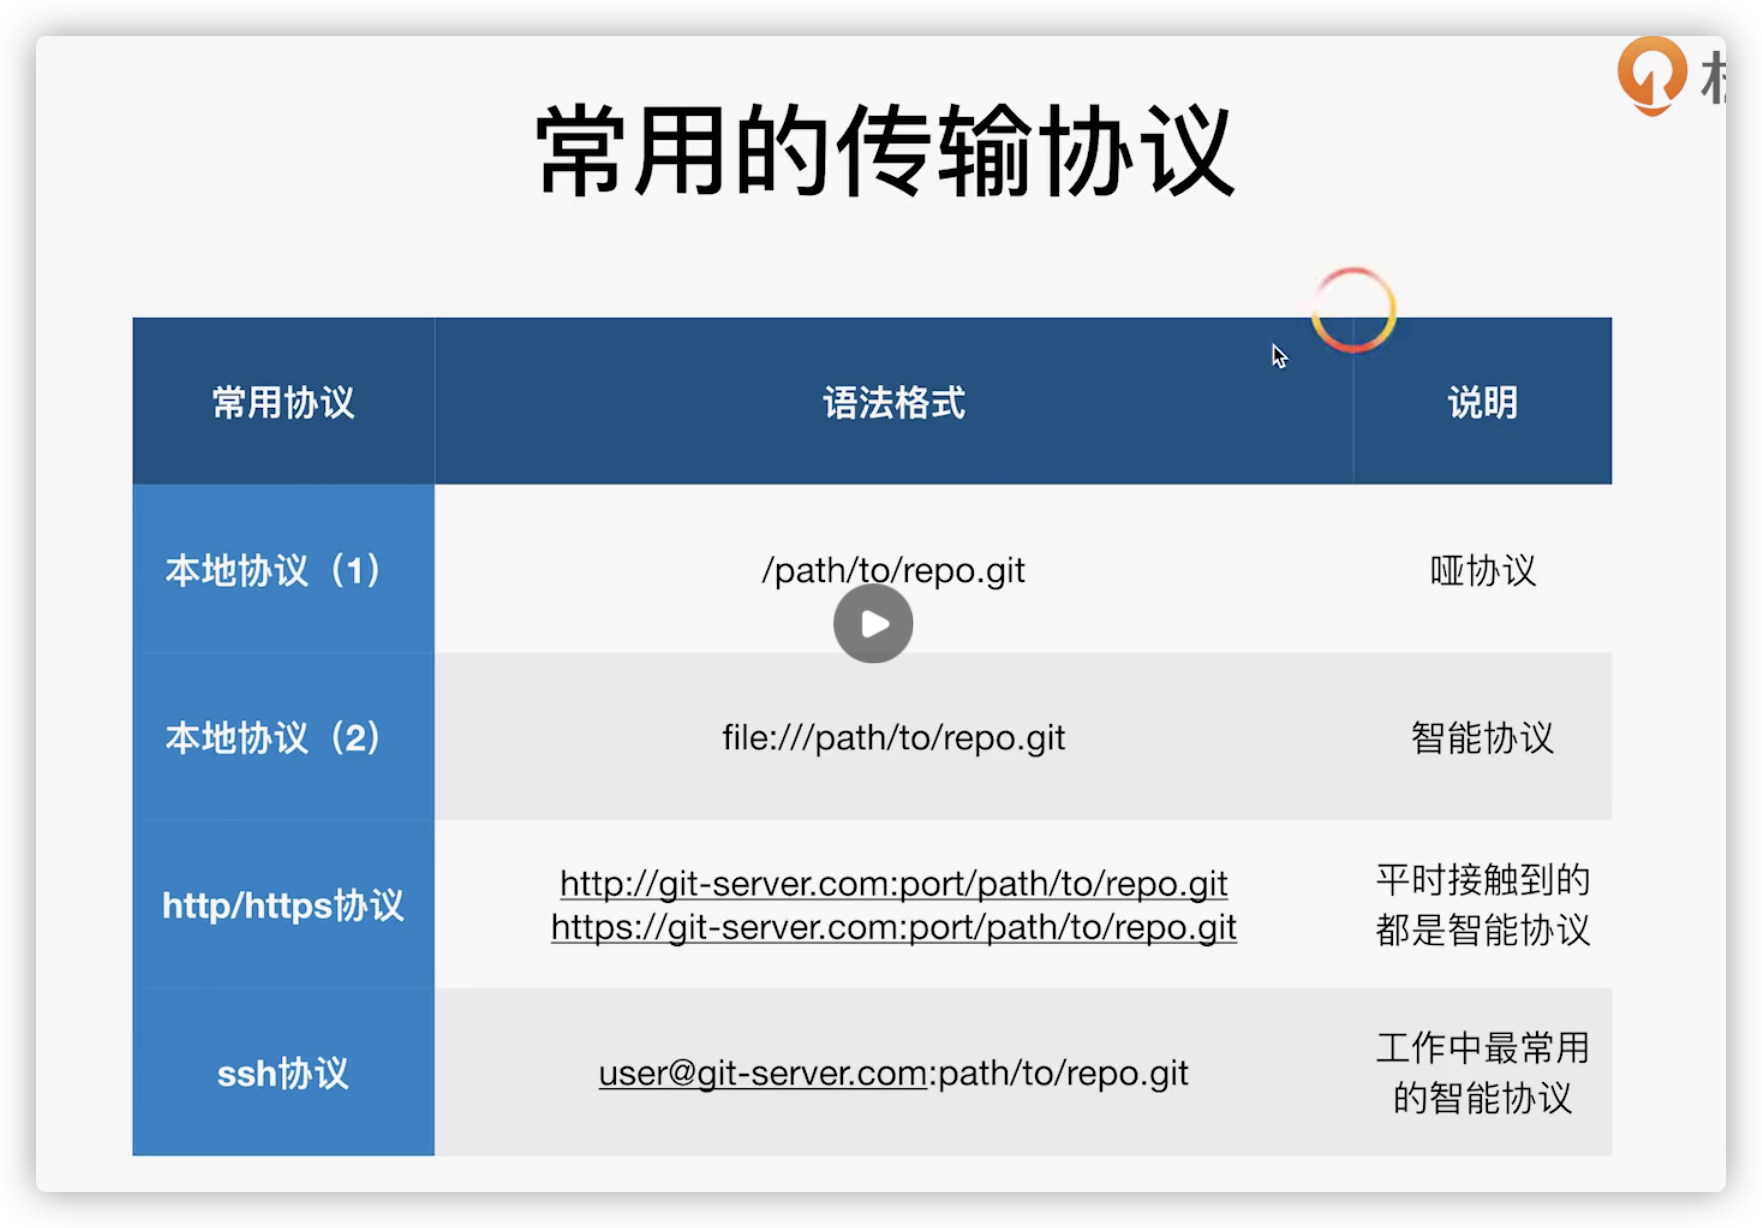 常用的传输协议
常用协议 语法格式 说明
本地协议（1） /path/to/repo.git 哑协议
本地协议（2） file:///path/to/repo.git 智能协议
http/https协议
http://git-server.com:port/path/to/repo.git
https://git-server.com:port/path/to/repo.git
平时接触到的
都是智能协议
ssh协议 user@git-server.com:path/to/repo.git
工作中最常用
的智能协议